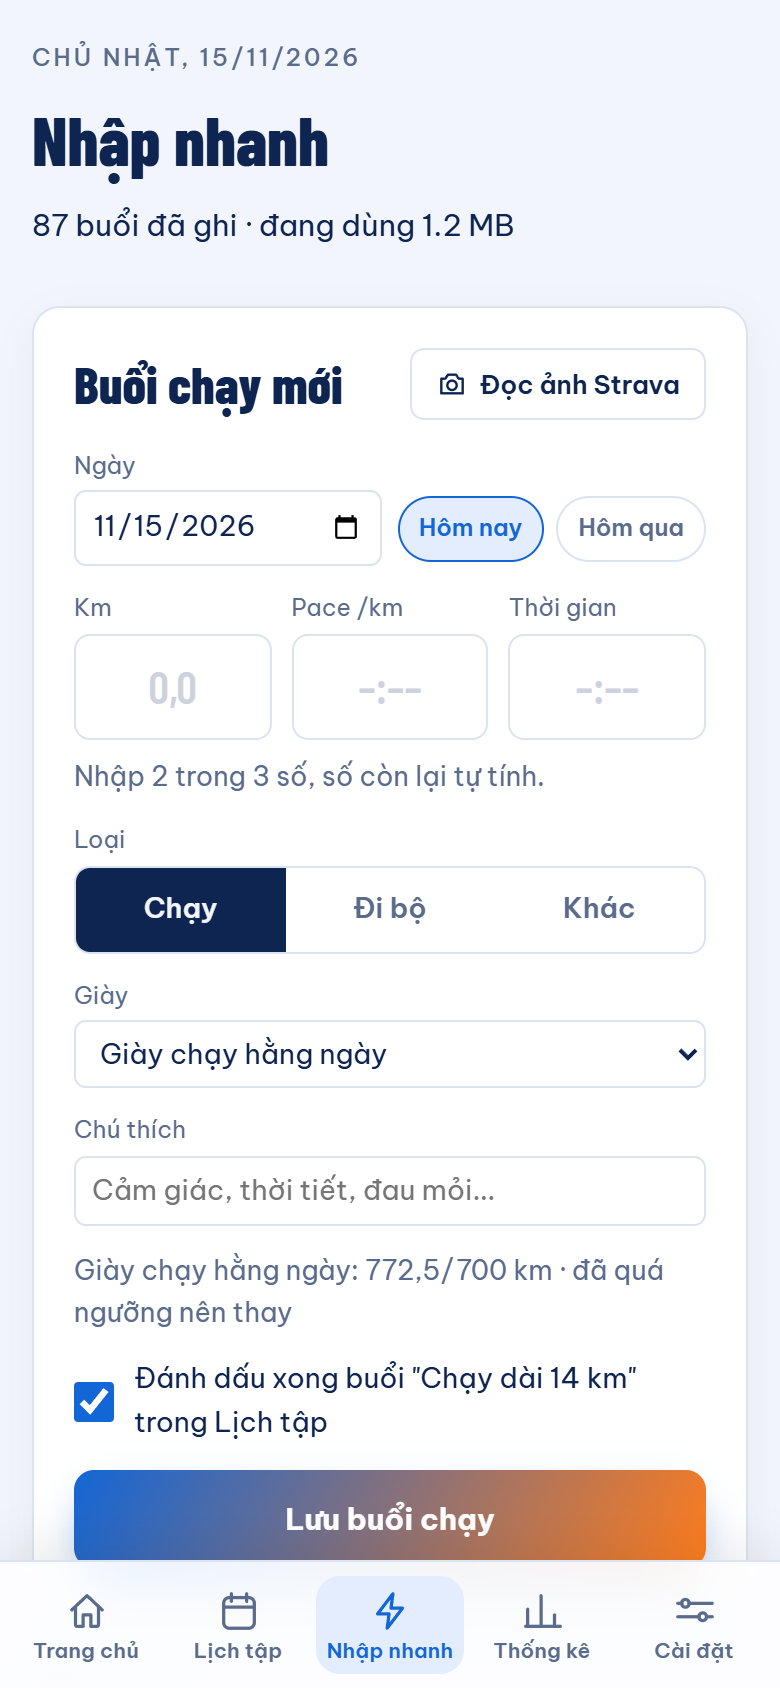 CHỦ NHẬT, 15/11/2026
Nhập nhanh
87 buổi đã ghi · đang dùng 1.2 MB
Buổi chạy mới
Đọc ảnh Strava
Ngày
11/15/2026
Hôm nay
Hôm qua
Km
Pace /km
Thời gian
0,0
-:--
-:--
Nhập 2 trong 3 số, số còn lại tự tính.
Loại
Chạy
Đi bộ
Khác
Giày
Giày chạy hằng ngày
Chú thích
Cảm giác, thời tiết, đau mỏi...
Giày chạy hằng ngày: 772,5/700 km · đã quá
ngưỡng nên thay
Đánh dấu xong buổi "Chạy dài 14 km"
trong Lịch tập
Lưu buổi chạy
Trang chủ
Lịch tập
Nhập nhanh
Thống kê
Cài đặt